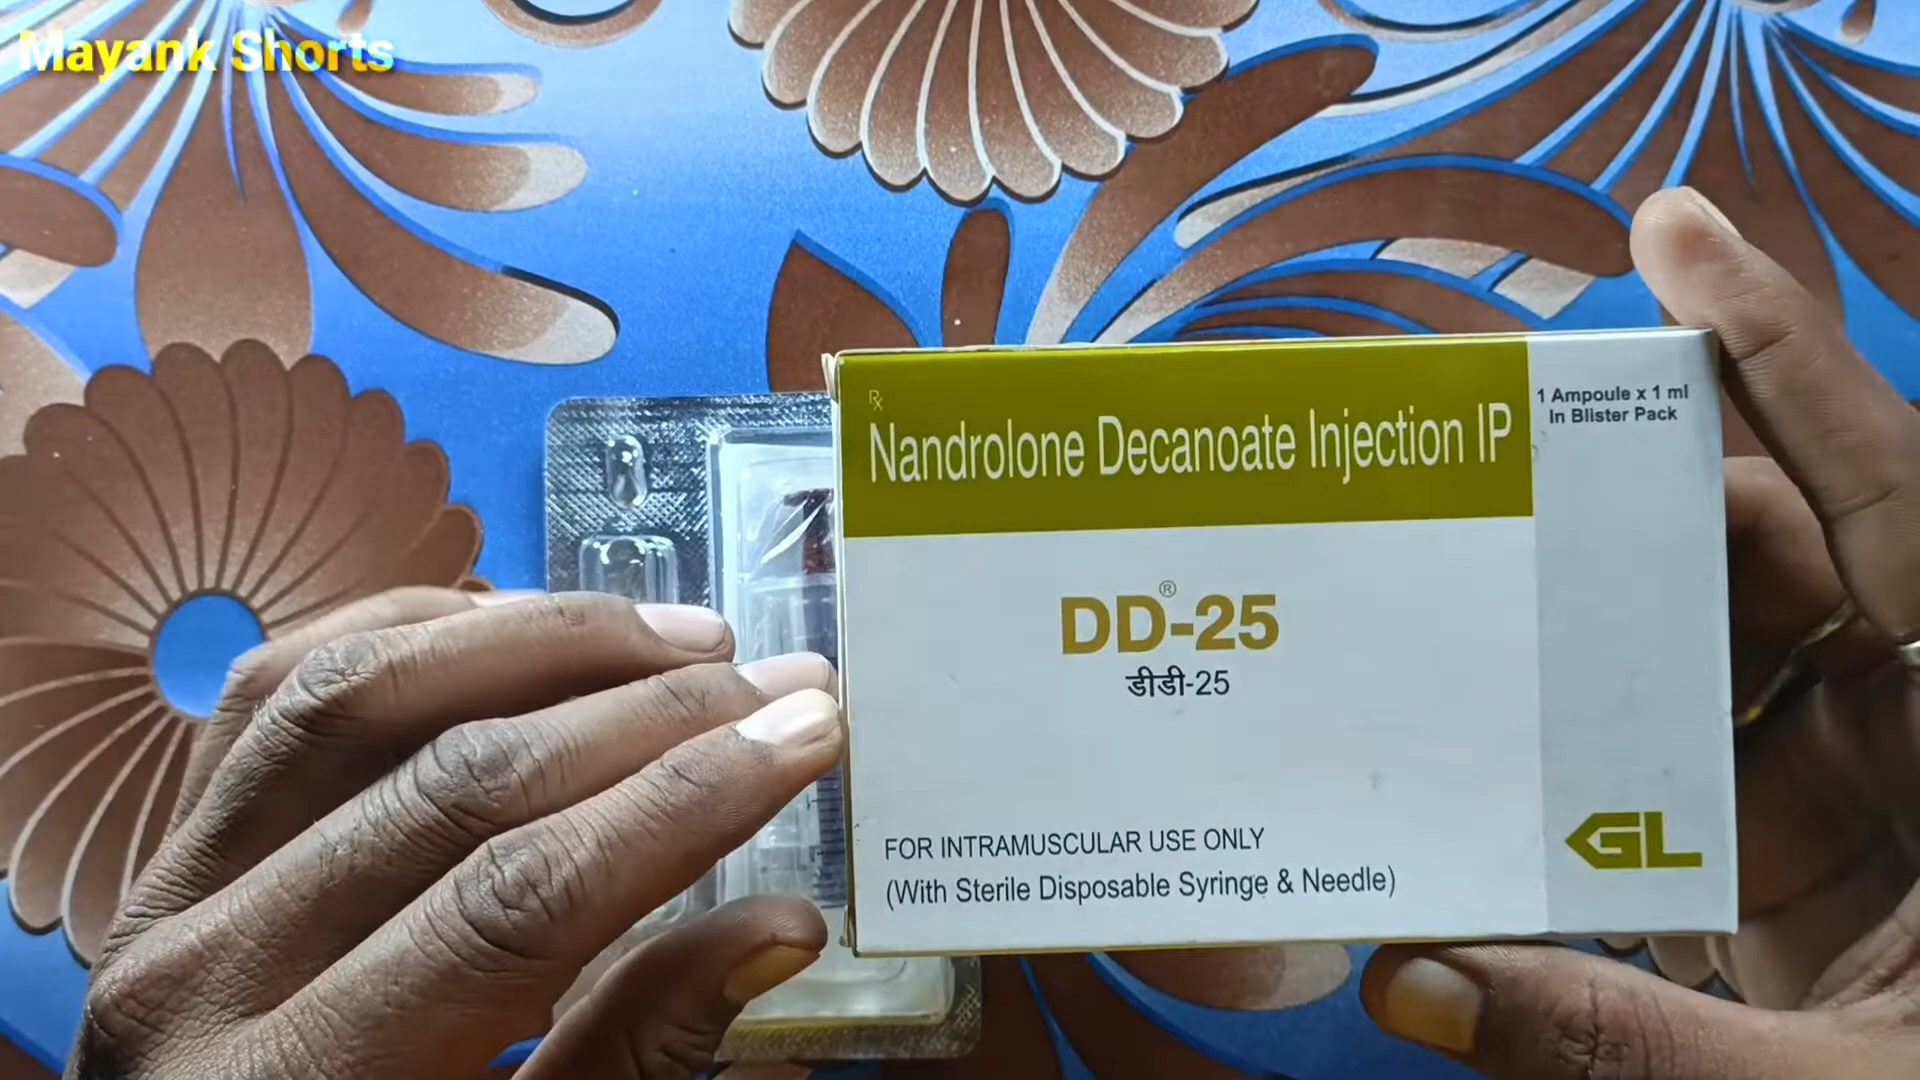 Mayank Shorts
Rx
Nandrolone Decanoate Injection IP
1 Ampoule x 1 ml
In Blister Pack
DD®-25
डीडी-25
FOR INTRAMUSCULAR USE ONLY
(With Sterile Disposable Syringe & Needle)
GL